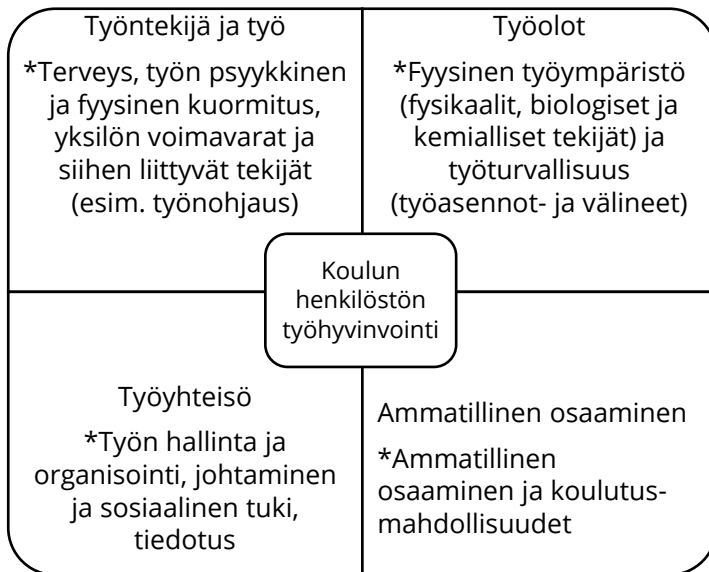 Työntekijä ja työ
*Terveys, työn psyykkinen
ja fyysinen kuormitus,
yksilön voimavarat ja
siihen liittyvät tekijät
(esim. työnohjaus)
Työolot
*Fyysinen työympäristö
(fysikaalit, biologiset ja
kemialliset tekijät) ja
työturvallisuus
(työasennot- ja välineet)
Koulun
henkilöstön
työhyvinvointi
Työyhteisö
*Työn hallinta ja
organisointi, johtaminen
ja sosiaalinen tuki,
tiedotus
Ammatillinen osaaminen
*Ammatillinen
osaaminen ja koulutus-
mahdollisuudet